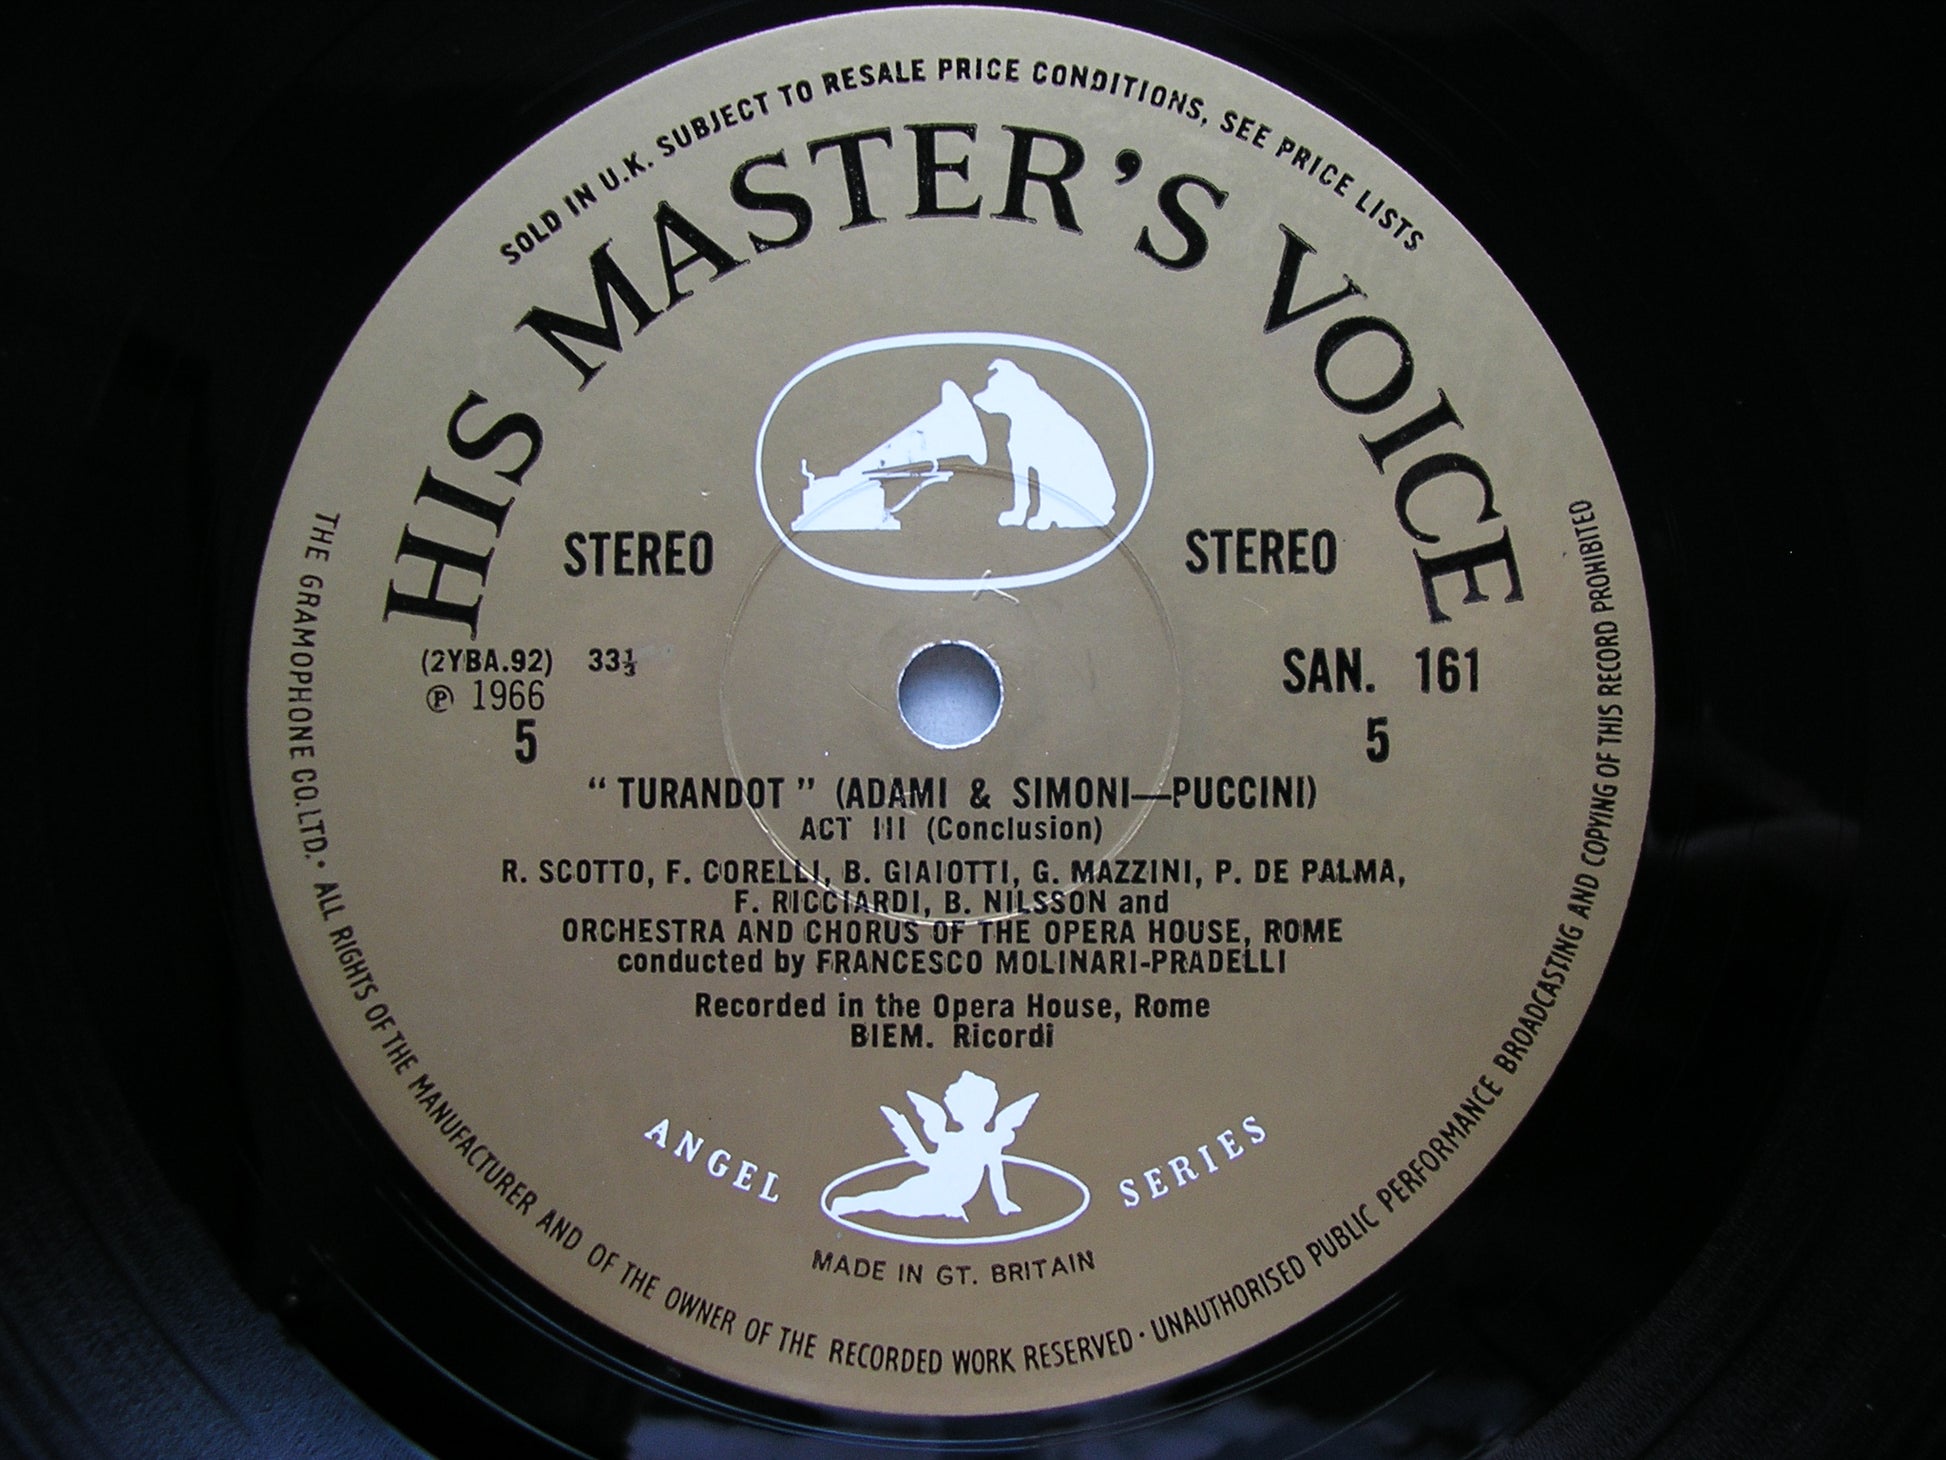 SOLD IN U.K. SUBJECT TO RESALE PRICE CONDITIONS, SEE PRICE LISTS
HIS MASTER'S VOICE
STEREO STEREO
(2YBA.92) 33⅓ SAN. 161
℗ 1966
5 5
“ TURANDOT ” (ADAMI & SIMONI—PUCCINI)
ACT III (Conclusion)
R. SCOTTO, F. CORELLI, B. GIAIOTTI, G. MAZZINI, P. DE PALMA,
F. RICCIARDI, B. NILSSON and
ORCHESTRA AND CHORUS OF THE OPERA HOUSE, ROME
conducted by FRANCESCO MOLINARI-PRADELLI
Recorded in the Opera House, Rome
BIEM. Ricordi
ANGEL SERIES
MADE IN GT. BRITAIN
THE GRAMOPHONE CO. LTD. • ALL RIGHTS OF THE MANUFACTURER AND OF THE OWNER OF THE RECORDED WORK RESERVED • UNAUTHORISED PUBLIC PERFORMANCE BROADCASTING AND COPYING OF THIS RECORD PROHIBITED